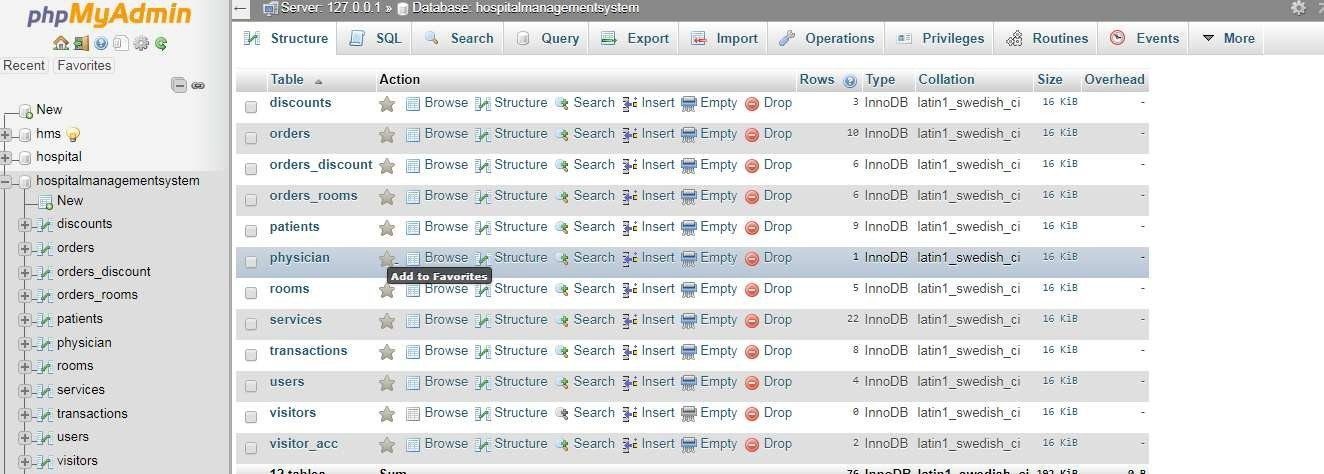 phpMyAdmin
Recent Favorites
New
hms
hospital
hospitalmanagementsystem
New
discounts
orders
orders_discount
orders_rooms
patients
physician
rooms
services
transactions
users
visitors
Server: 127.0.0.1 » Database: hospitalmanagementsystem
Structure SQL Search Query Export Import Operations Privileges Routines Events More
Table Action Rows Type Collation Size Overhead
discounts Browse Structure Search Insert Empty Drop 3 InnoDB latin1_swedish_ci 16 KiB -
orders Browse Structure Search Insert Empty Drop 10 InnoDB latin1_swedish_ci 16 KiB -
orders_discount Browse Structure Search Insert Empty Drop 6 InnoDB latin1_swedish_ci 16 KiB -
orders_rooms Browse Structure Search Insert Empty Drop 6 InnoDB latin1_swedish_ci 16 KiB -
patients Browse Structure Search Insert Empty Drop 9 InnoDB latin1_swedish_ci 16 KiB -
physician Browse Structure Search Insert Empty Drop 1 InnoDB latin1_swedish_ci 16 KiB -
Add to Favorites
rooms Browse Structure Search Insert Empty Drop 5 InnoDB latin1_swedish_ci 16 KiB -
services Browse Structure Search Insert Empty Drop 22 InnoDB latin1_swedish_ci 16 KiB -
transactions Browse Structure Search Insert Empty Drop 8 InnoDB latin1_swedish_ci 16 KiB -
users Browse Structure Search Insert Empty Drop 4 InnoDB latin1_swedish_ci 16 KiB -
visitors Browse Structure Search Insert Empty Drop 0 InnoDB latin1_swedish_ci 16 KiB -
visitor_acc Browse Structure Search Insert Empty Drop 2 InnoDB latin1_swedish_ci 16 KiB -
12 tables Sum 76 InnoDB latin1_swedish_ci 192 KiB 0 B